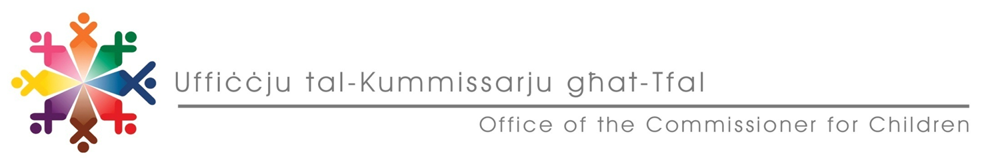 Uffiċċju tal-Kummissarju għat-Tfal
Office of the Commissioner for Children